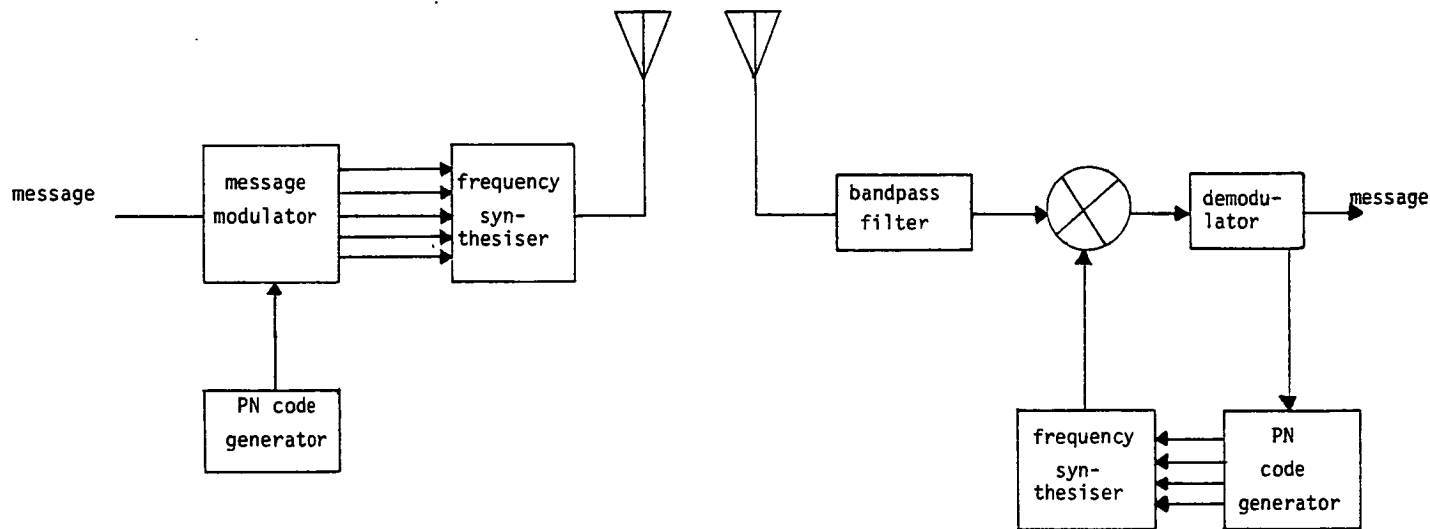 message
message
modulator
frequency
syn-
thesiser
PN code
generator
bandpass
filter
demodu-
lator
message
frequency
syn-
thesiser
PN
code
generator